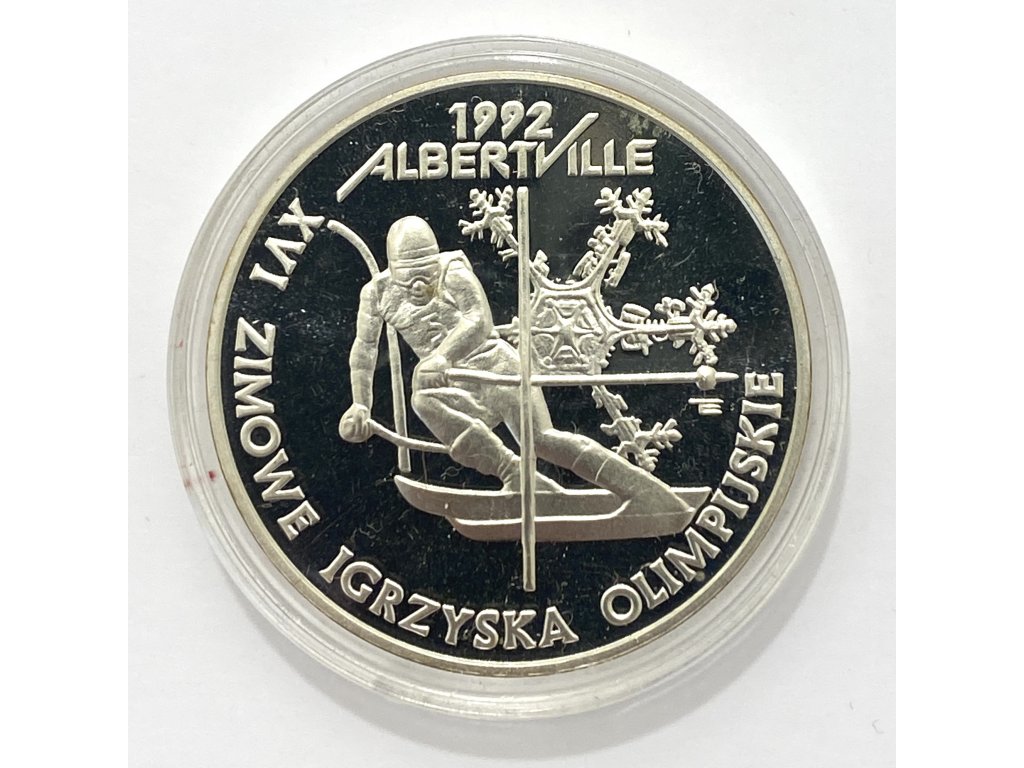 1992
ALBERTVILLE
XVI ZIMOWE IGRZYSKA OLIMPIJSKIE